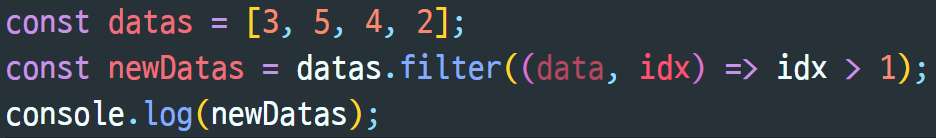 const datas = [3, 5, 4, 2];
const newDatas = datas.filter((data, idx) => idx > 1);
console.log(newDatas);